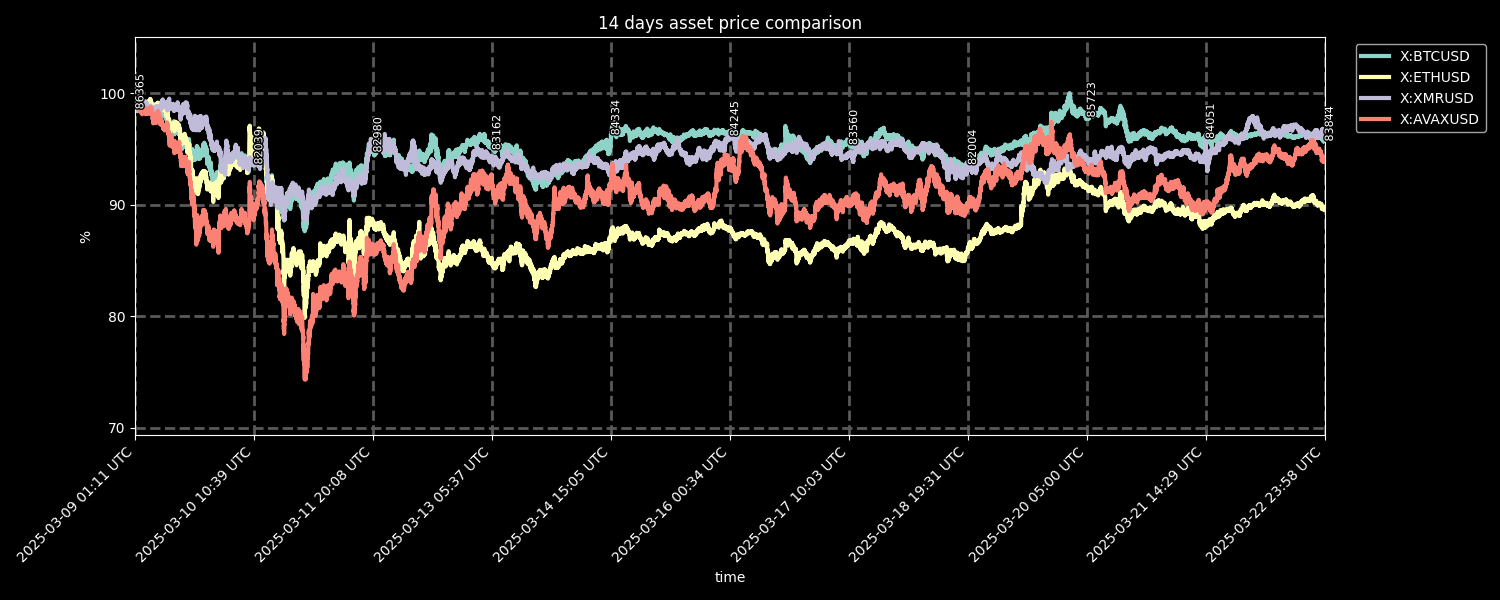 14 days asset price comparison
X:BTCUSD
X:ETHUSD
X:XMRUSD
X:AVAXUSD
100
90
80
70
%
86365
82039
82980
83162
84245
83560
82004
85723
84051
83844
2025-03-09 01:11 UTC
2025-03-10 10:39 UTC
2025-03-11 20:08 UTC
2025-03-13 05:37 UTC
2025-03-14 15:05 UTC
2025-03-16 00:34 UTC
2025-03-17 10:03 UTC
2025-03-18 19:31 UTC
2025-03-20 05:00 UTC
2025-03-21 14:29 UTC
2025-03-22 23:58 UTC
time